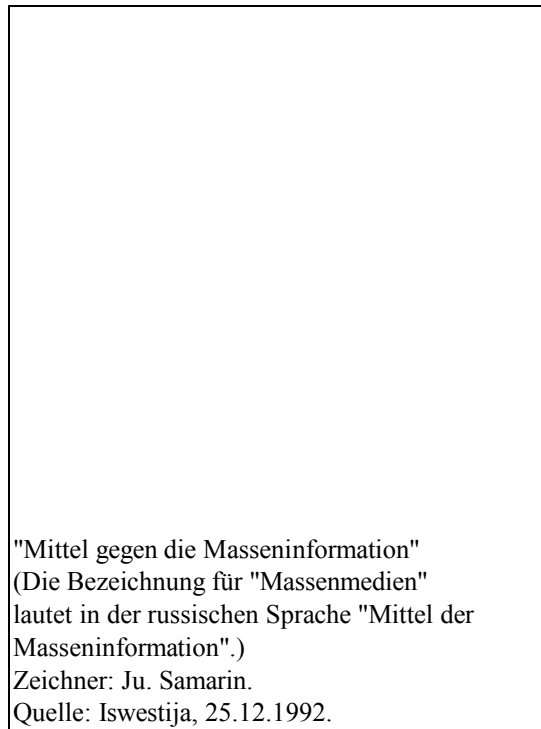 "Mittel gegen die Masseninformation"
(Die Bezeichnung für "Massenmedien"
lautet in der russischen Sprache "Mittel der
Masseninformation".)
Zeichner: Ju. Samarin.
Quelle: Iswestija, 25.12.1992.